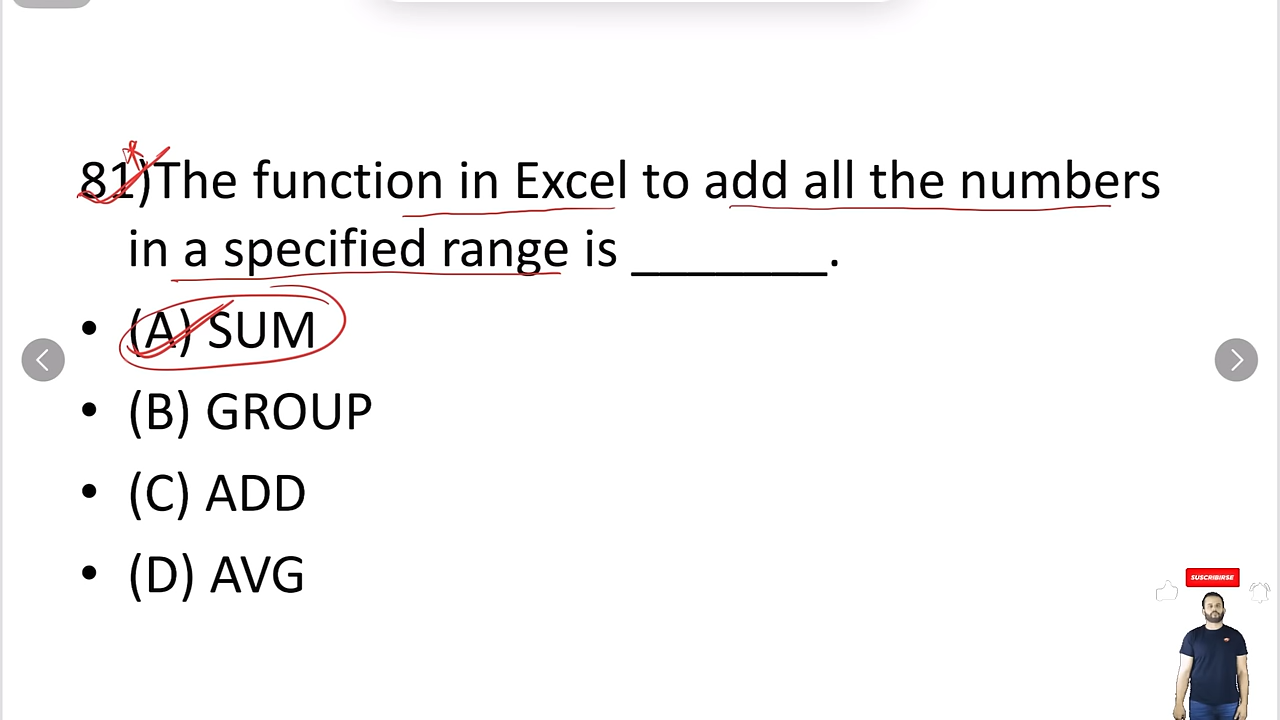 81)The function in Excel to add all the numbers
in a specified range is _______.
• (A) SUM
• (B) GROUP
• (C) ADD
• (D) AVG
SUSCRIBIRSE